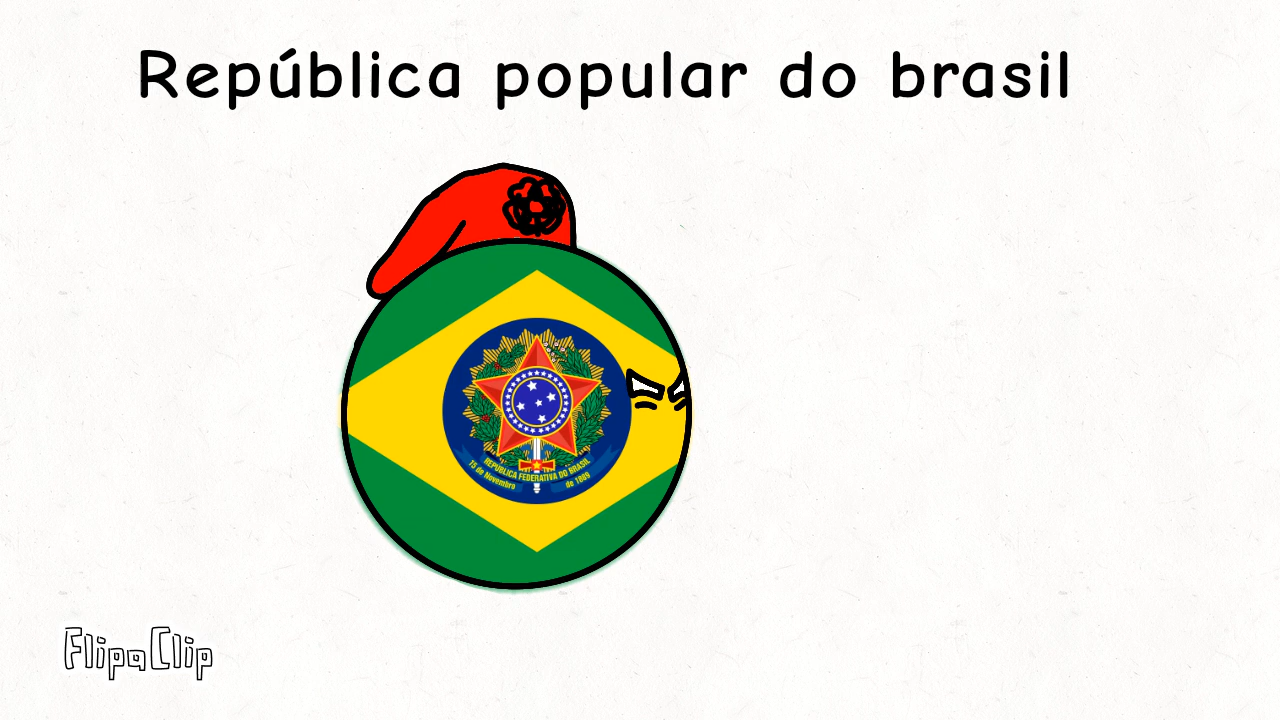 República popular do brasil
REPÚBLICA FEDERATIVA DO BRASIL
15 de Novembro
de 1889
FlipaClip